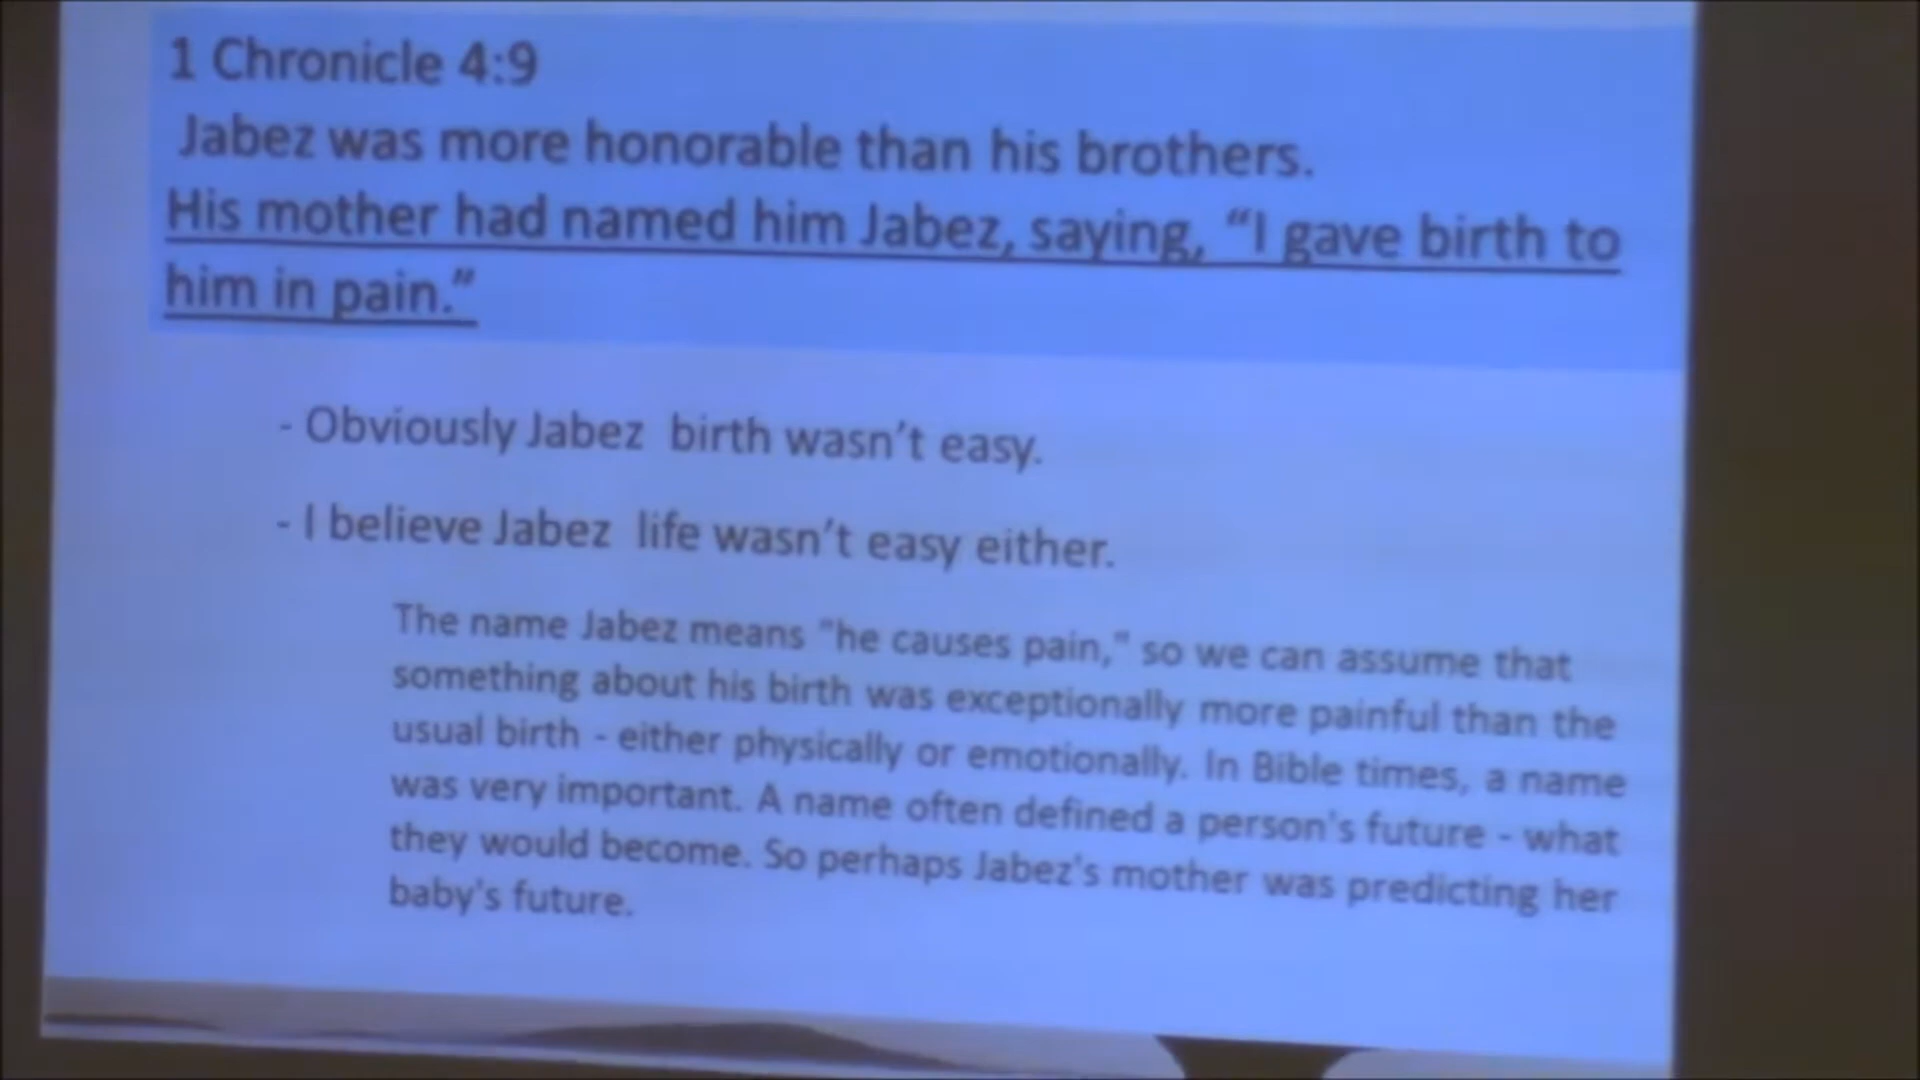 1 Chronicle 4:9
Jabez was more honorable than his brothers.
His mother had named him Jabez, saying, “I gave birth to
him in pain.”
- Obviously Jabez birth wasn’t easy.
- I believe Jabez life wasn’t easy either.
The name Jabez means "he causes pain," so we can assume that
something about his birth was exceptionally more painful than the
usual birth - either physically or emotionally. In Bible times, a name
was very important. A name often defined a person's future - what
they would become. So perhaps Jabez's mother was predicting her
baby's future.